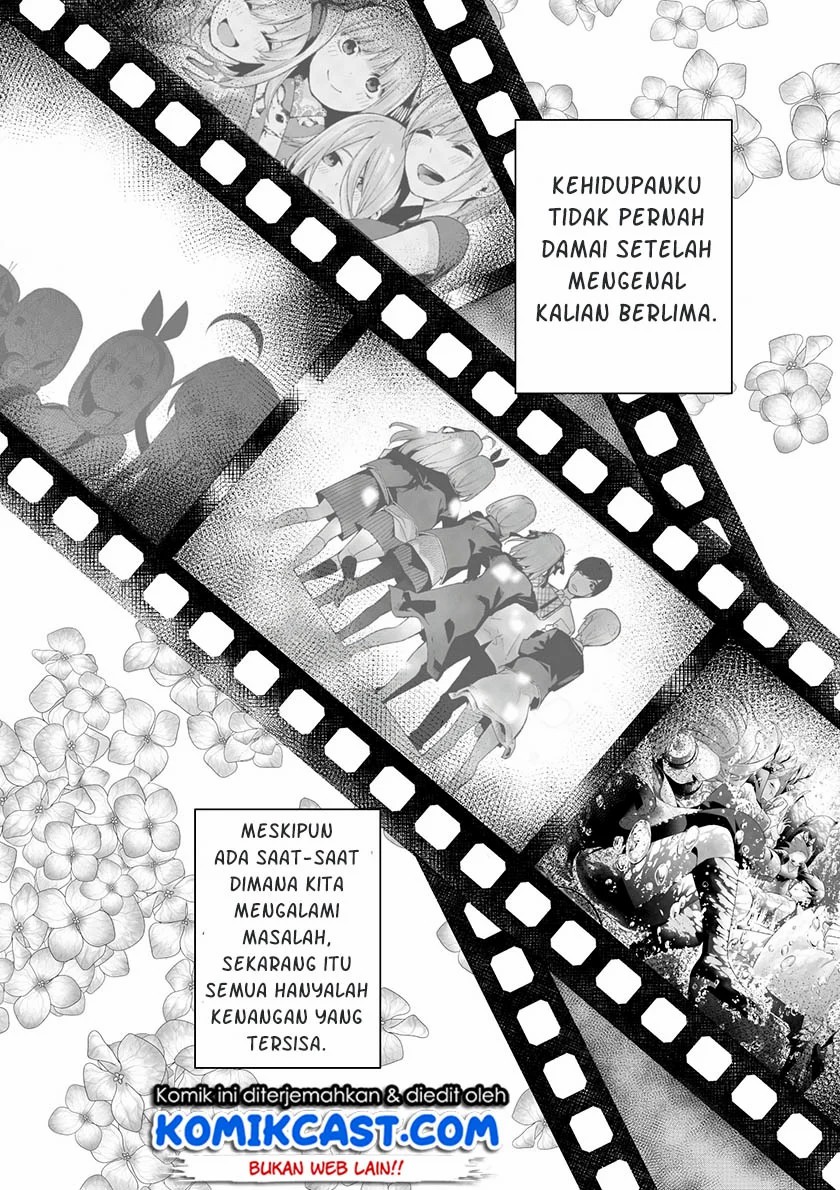 KEHIDUPANKU
TIDAK PERNAH
DAMAI SETELAH
MENGENAL
KALIAN BERLIMA.
MESKIPUN
ADA SAAT-SAAT
DIMANA KITA
MENGALAMI
MASALAH,
SEKARANG ITU
SEMUA HANYALAH
KENANGAN YANG
TERSISA.
Komik ini diterjemahkan & diedit oleh
KOMIKCAST.COM
BUKAN WEB LAIN!!